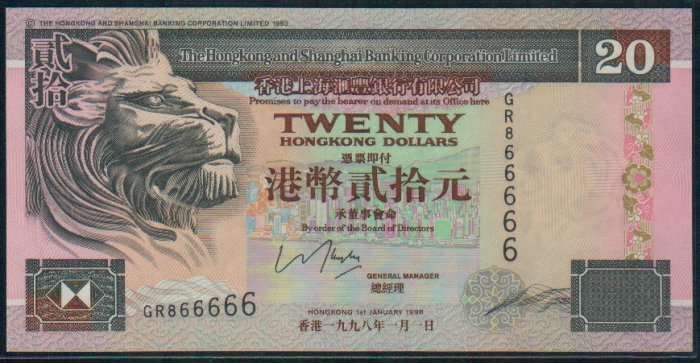 © THE HONGKONG AND SHANGHAI BANKING CORPORATION LIMITED 1993
貳拾
The Hongkong and Shanghai Banking Corporation Limited
20
香港上海滙豐銀行有限公司
Promises to pay the bearer on demand at its Office here
TWENTY
HONGKONG DOLLARS
憑票即付
港幣貳拾元
承董事會命
By order of the Board of Directors
GR866666
GENERAL MANAGER
總經理
GR866666
HONGKONG 1st JANUARY 1998
香港一九九八年一月一日